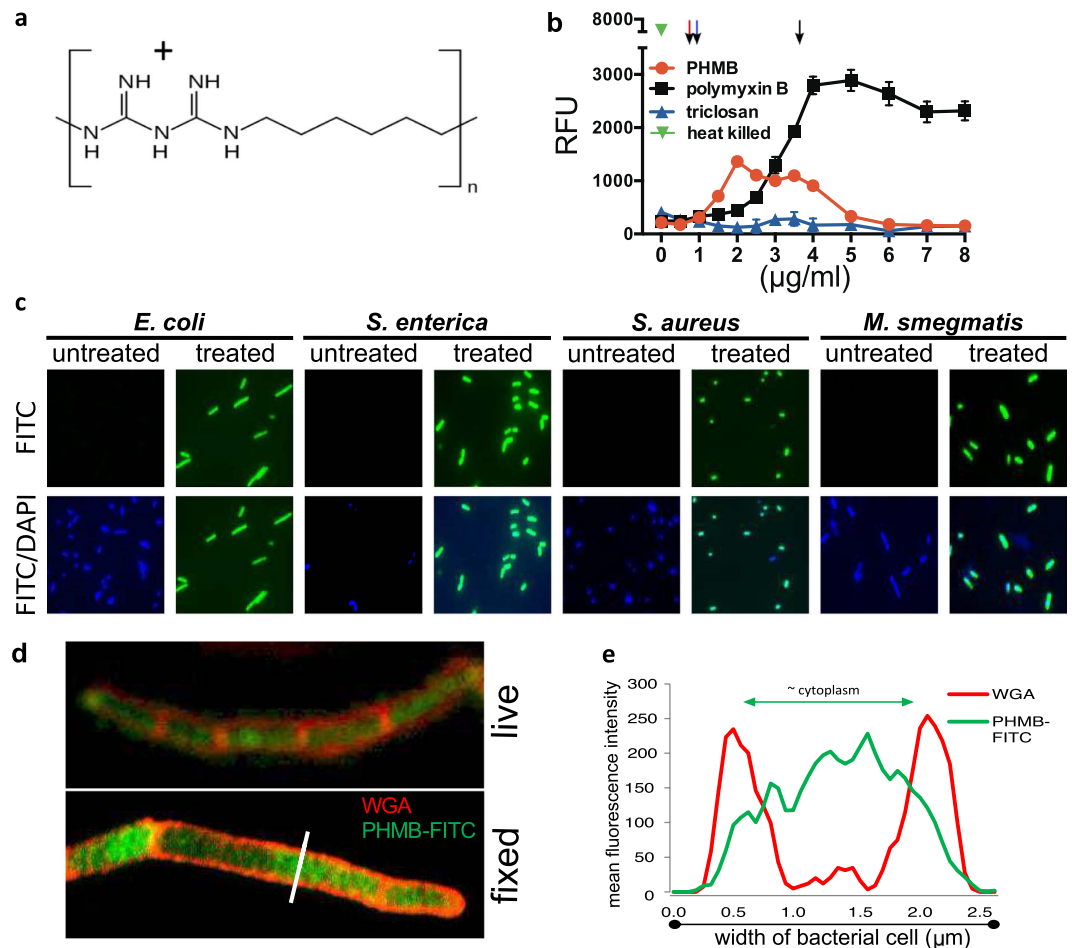 a
+
NH NH
N H N H N H
n
b
8000
3000
2000
1000
0
RFU
PHMB
polymyxin B
triclosan
heat killed
0 1 2 3 4 5 6 7 8
(µg/ml)
c
E. coli S. enterica S. aureus M. smegmatis
untreated treated untreated treated untreated treated untreated treated
FITC
FITC/DAPI
d
live
WGA
PHMB-FITC
fixed
e
mean fluorescence intensity
300
250
200
150
100
50
0
~ cytoplasm
WGA
PHMB-
FITC
0.0 0.5 1.0 1.5 2.0 2.5
width of bacterial cell (µm)